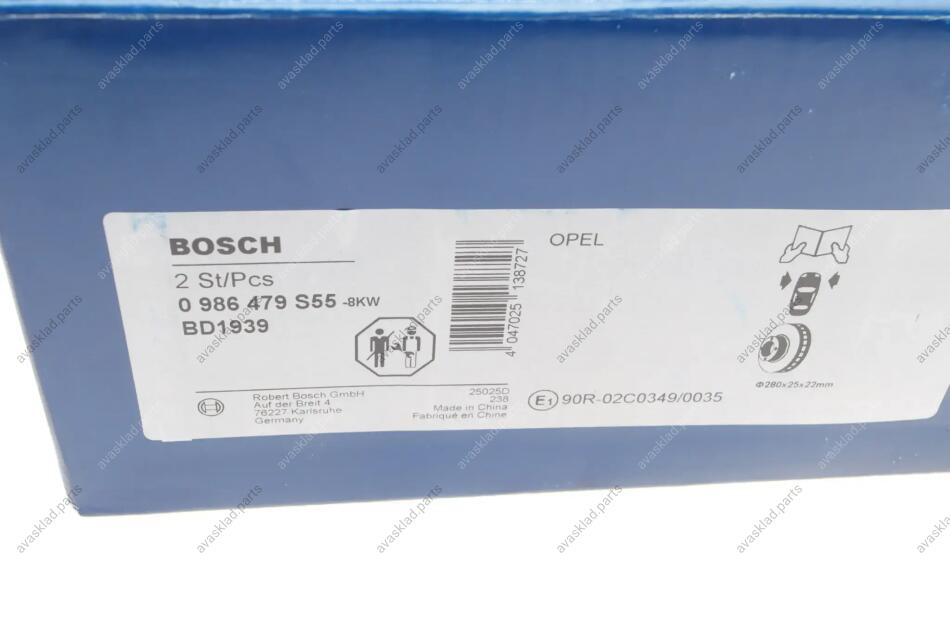 BOSCH
2 St/Pcs
0 986 479 S55 -8KW
BD1939
4 047025 138727
OPEL
Φ280x25x22mm
Robert Bosch GmbH
Auf der Breit 4
76227 Karlsruhe
Germany
25025D
238
Made in China
Fabriqué en Chine
E1 90R-02C0349/0035
avasklad.parts